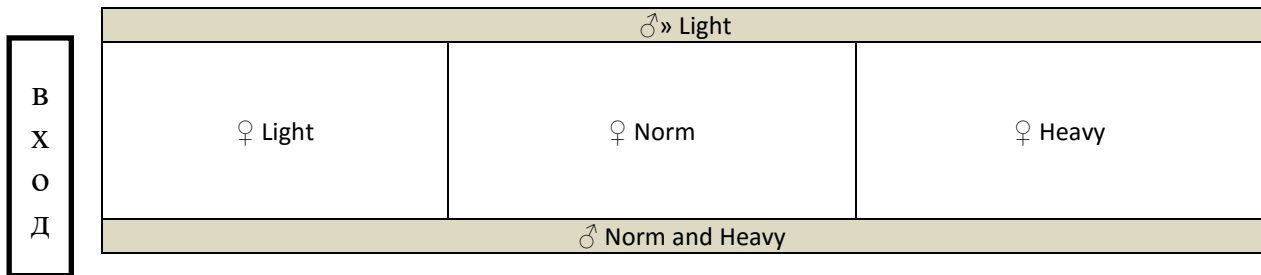 ♂» Light
В
Х
О
Д
♀ Light
♀ Norm
♀ Heavy
♂ Norm and Heavy